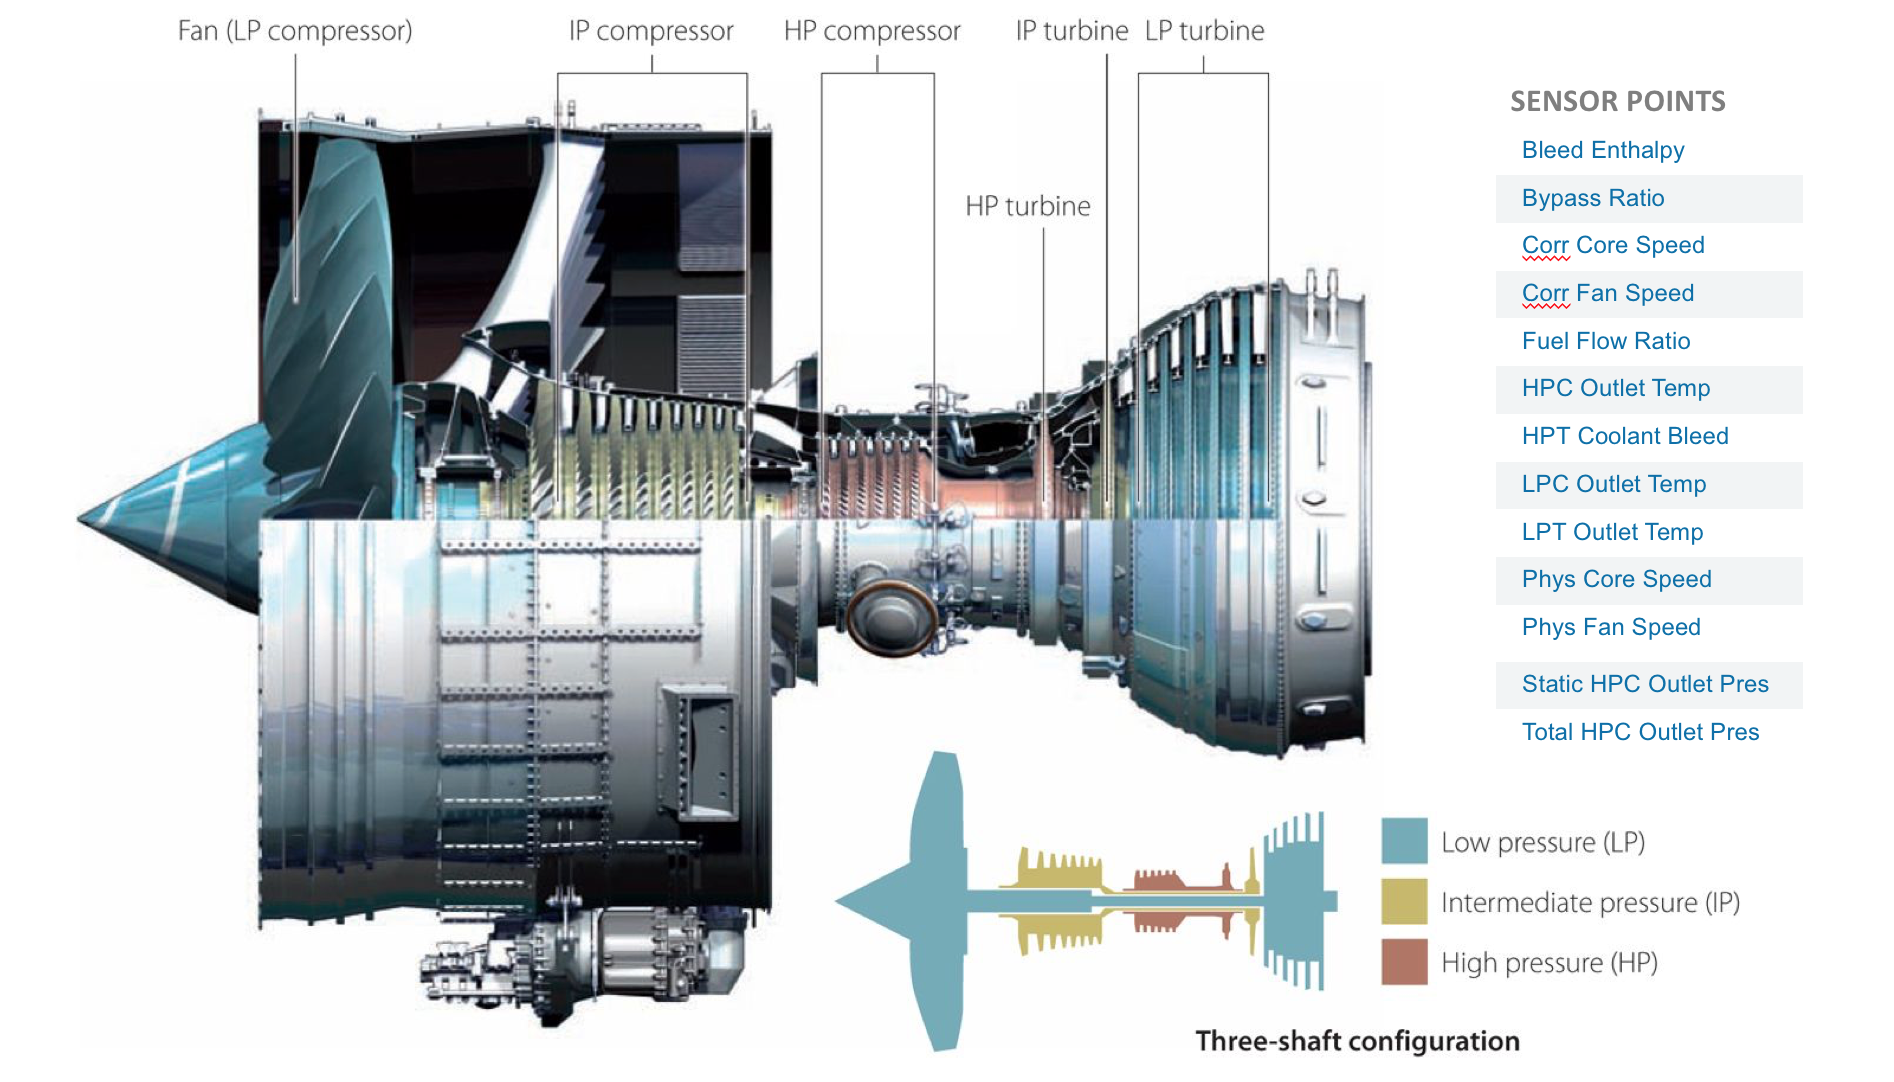 Fan (LP compressor)
IP compressor
HP compressor
IP turbine
LP turbine
HP turbine
SENSOR POINTS
Bleed Enthalpy
Bypass Ratio
Corr Core Speed
Corr Fan Speed
Fuel Flow Ratio
HPC Outlet Temp
HPT Coolant Bleed
LPC Outlet Temp
LPT Outlet Temp
Phys Core Speed
Phys Fan Speed
Static HPC Outlet Pres
Total HPC Outlet Pres
Low pressure (LP)
Intermediate pressure (IP)
High pressure (HP)
Three-shaft configuration